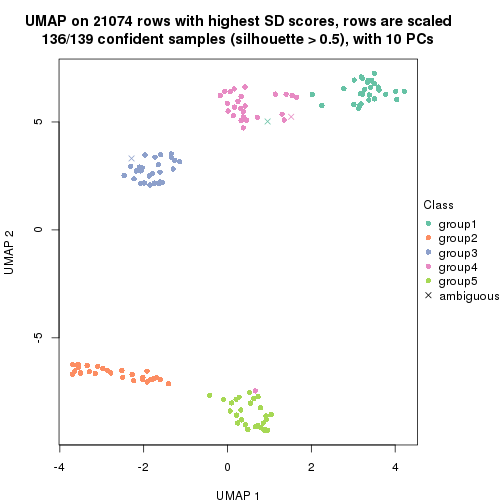 UMAP on 21074 rows with highest SD scores, rows are scaled
136/139 confident samples (silhouette > 0.5), with 10 PCs
5
0
-5
UMAP 2
-4
-2
0
2
4
UMAP 1
Class
group1
group2
group3
group4
group5
ambiguous